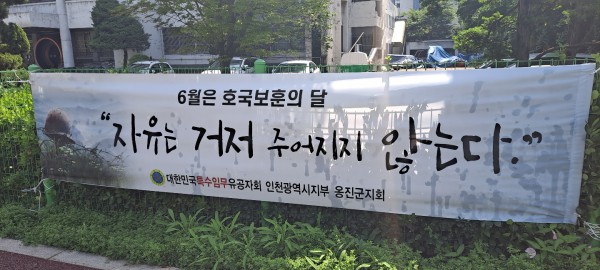 6월은 호국보훈의 달
“자유는 거저 주어지지 않는다.”
대한민국특수임무유공자회 인천광역시지부 옹진군지회